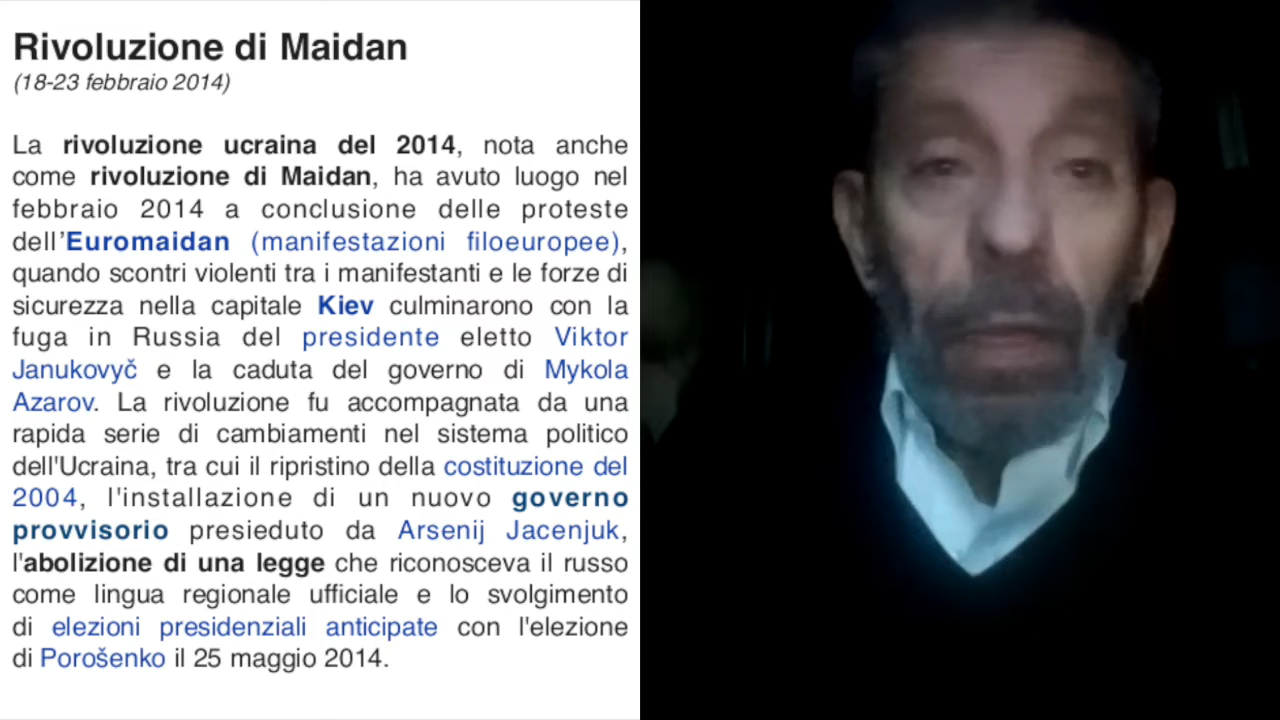 Rivoluzione di Maidan
(18-23 febbraio 2014)
La rivoluzione ucraina del 2014, nota anche
come rivoluzione di Maidan, ha avuto luogo nel
febbraio 2014 a conclusione delle proteste
dell'Euromaidan (manifestazioni filoeuropee),
quando scontri violenti tra i manifestanti e le forze di
sicurezza nella capitale Kiev culminarono con la
fuga in Russia del presidente eletto Viktor
Janukovyč e la caduta del governo di Mykola
Azarov. La rivoluzione fu accompagnata da una
rapida serie di cambiamenti nel sistema politico
dell'Ucraina, tra cui il ripristino della costituzione del
2004, l'installazione di un nuovo governo
provvisorio presieduto da Arsenij Jacenjuk,
l'abolizione di una legge che riconosceva il russo
come lingua regionale ufficiale e lo svolgimento
di elezioni presidenziali anticipate con l'elezione
di Porošenko il 25 maggio 2014.